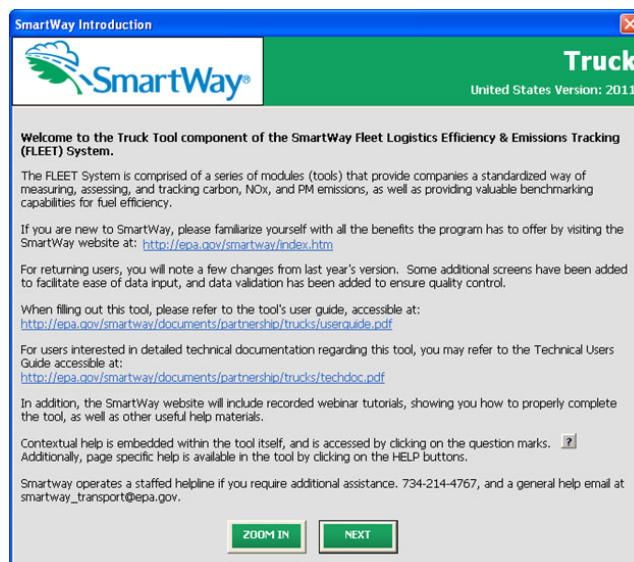 SmartWay Introduction
SmartWay®
Truck
United States Version: 2011
Welcome to the Truck Tool component of the SmartWay Fleet Logistics Efficiency & Emissions Tracking
(FLEET) System.
The FLEET System is comprised of a series of modules (tools) that provide companies a standardized way of
measuring, assessing, and tracking carbon, NOx, and PM emissions, as well as providing valuable benchmarking
capabilities for fuel efficiency.
If you are new to SmartWay, please familiarize yourself with all the benefits the program has to offer by visiting the
SmartWay website at: http://epa.gov/smartway/index.htm
For returning users, you will note a few changes from last year's version. Some additional screens have been added
to facilitate ease of data input, and data validation has been added to ensure quality control.
When filling out this tool, please refer to the tool's user guide, accessible at:
http://epa.gov/smartway/documents/partnership/trucks/userguide.pdf
For users interested in detailed technical documentation regarding this tool, you may refer to the Technical Users
Guide accessible at:
http://epa.gov/smartway/documents/partnership/trucks/techdoc.pdf
In addition, the SmartWay website will include recorded webinar tutorials, showing you how to properly complete
the tool, as well as other useful help materials.
Contextual help is embedded within the tool itself, and is accessed by clicking on the question marks. ?
Additionally, page specific help is available in the tool by clicking on the HELP buttons.
Smartway operates a staffed helpline if you require additional assistance. 734-214-4767, and a general help email at
smartway_transport@epa.gov.
ZOOM IN NEXT